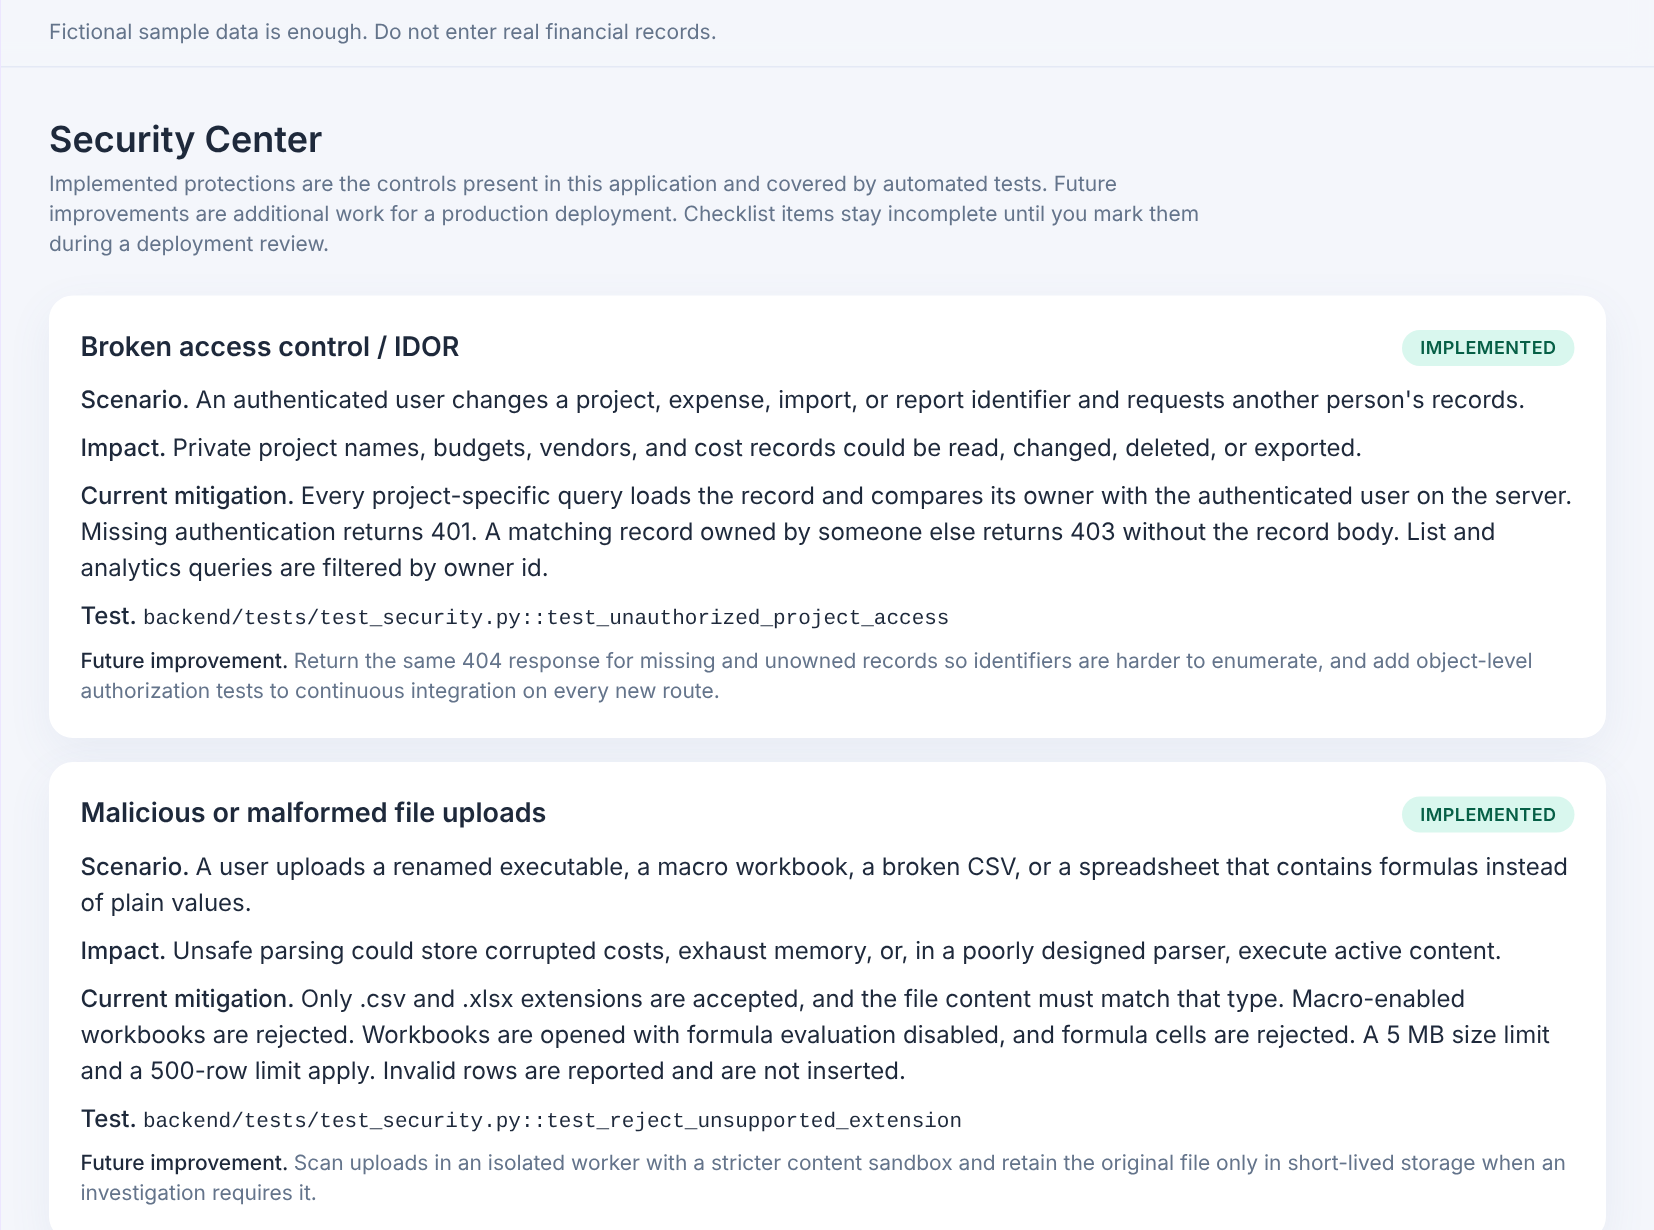 Fictional sample data is enough. Do not enter real financial records.
Security Center
Implemented protections are the controls present in this application and covered by automated tests. Future
improvements are additional work for a production deployment. Checklist items stay incomplete until you mark them
during a deployment review.
Broken access control / IDOR
IMPLEMENTED
Scenario. An authenticated user changes a project, expense, import, or report identifier and requests another person's records.
Impact. Private project names, budgets, vendors, and cost records could be read, changed, deleted, or exported.
Current mitigation. Every project-specific query loads the record and compares its owner with the authenticated user on the server.
Missing authentication returns 401. A matching record owned by someone else returns 403 without the record body. List and
analytics queries are filtered by owner id.
Test. backend/tests/test_security.py::test_unauthorized_project_access
Future improvement. Return the same 404 response for missing and unowned records so identifiers are harder to enumerate, and add object-level
authorization tests to continuous integration on every new route.
Malicious or malformed file uploads
IMPLEMENTED
Scenario. A user uploads a renamed executable, a macro workbook, a broken CSV, or a spreadsheet that contains formulas instead
of plain values.
Impact. Unsafe parsing could store corrupted costs, exhaust memory, or, in a poorly designed parser, execute active content.
Current mitigation. Only .csv and .xlsx extensions are accepted, and the file content must match that type. Macro-enabled
workbooks are rejected. Workbooks are opened with formula evaluation disabled, and formula cells are rejected. A 5 MB size limit
and a 500-row limit apply. Invalid rows are reported and are not inserted.
Test. backend/tests/test_security.py::test_reject_unsupported_extension
Future improvement. Scan uploads in an isolated worker with a stricter content sandbox and retain the original file only in short-lived storage when an
investigation requires it.